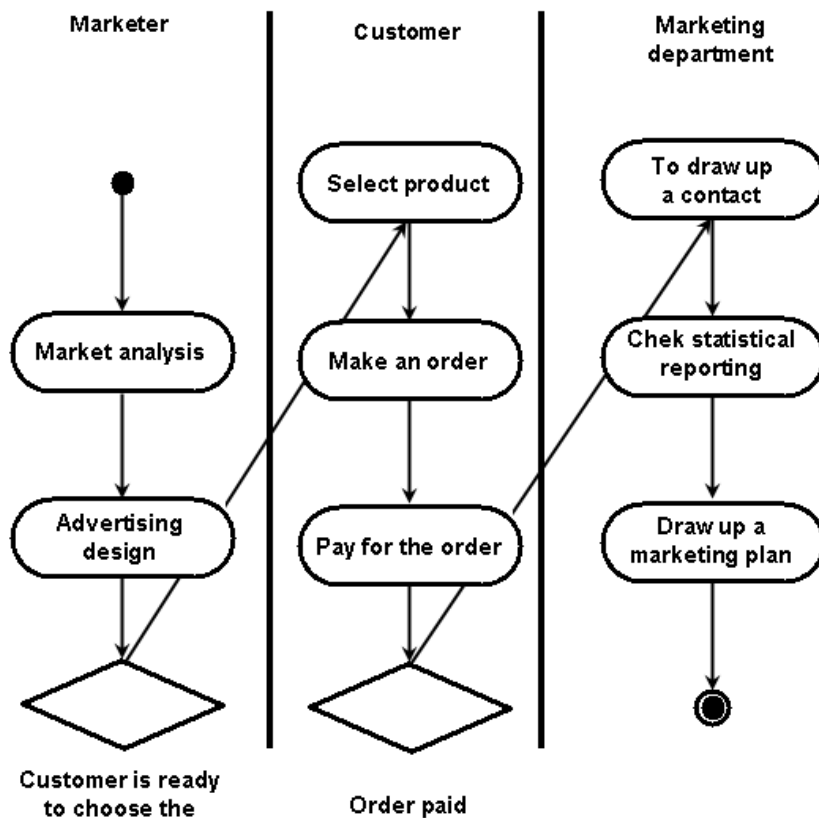 Marketer
Customer
Marketing
department
Select product
To draw up
a contact
Market analysis
Make an order
Chek statistical
reporting
Advertising
design
Pay for the order
Draw up a
marketing plan
Customer is ready
to choose the
Order paid